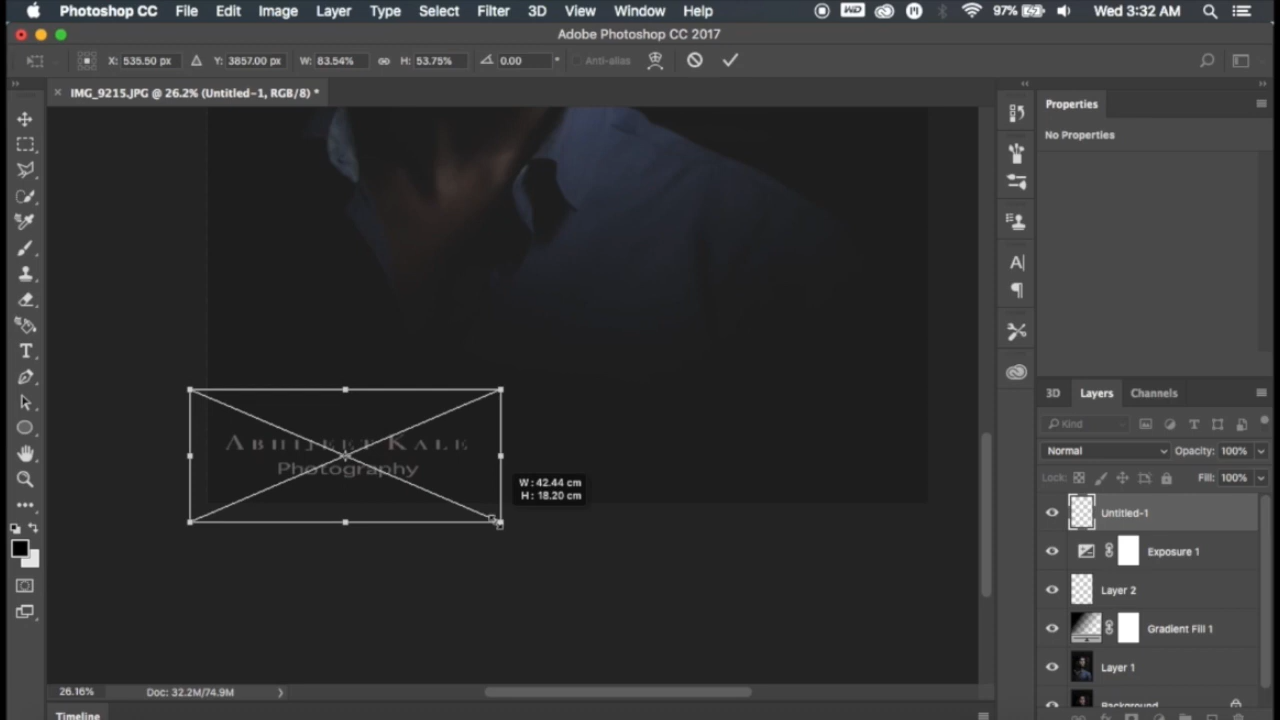 Photoshop CC File Edit Image Layer Type Select Filter 3D View Window Help 97% Wed 3:32 AM
Adobe Photoshop CC 2017
X: 535.50 px Y: 3857.00 px W: 83.54% H: 53.75% 0.00 Anti-alias
IMG_9215.JPG @ 26.2% (Untitled-1, RGB/8) *
Properties
No Properties
ABHIJEET KALE
Photography
W: 42.44 cm
H: 18.20 cm
3D Layers Channels
Kind
Normal Opacity: 100%
Lock: Fill: 100%
Untitled-1
Exposure 1
Layer 2
Gradient Fill 1
Layer 1
Background
26.16% Doc: 32.2M/74.9M
Timeline